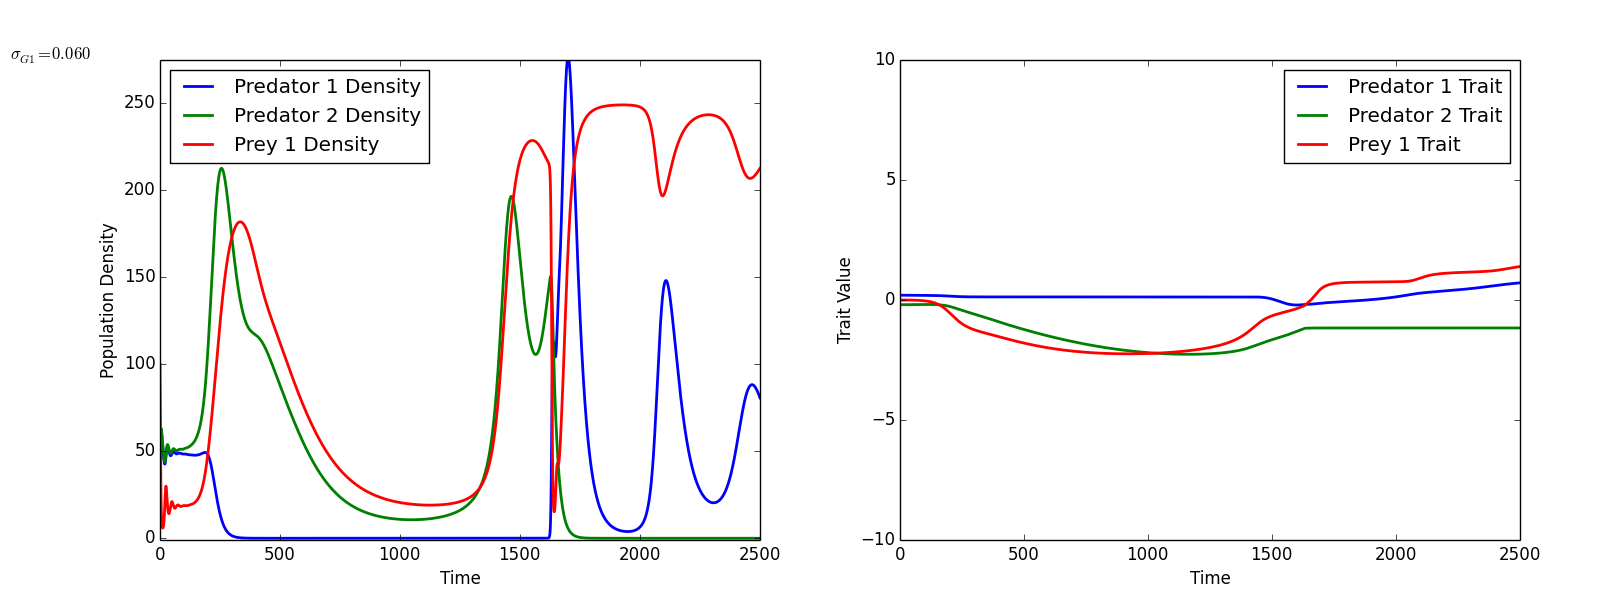 σG1=0.060
Predator 1 Density
Predator 2 Density
Prey 1 Density
Population Density
250
200
150
100
50
0
0 500 1000 1500 2000 2500
Time
Predator 1 Trait
Predator 2 Trait
Prey 1 Trait
Trait Value
10
5
0
−5
−10
0 500 1000 1500 2000 2500
Time